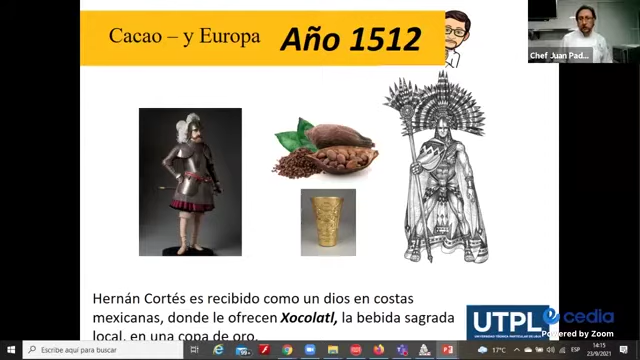 Cacao – y Europa Año 1512
Chef Juan Pad...
Hernán Cortés es recibido como un dios en costas
mexicanas, donde le ofrecen Xocolatl, la bebida sagrada
local, en una copa de oro.
UTPL
cedia
Powered by Zoom
Escribe aquí para buscar
99+
17°C
ESP
14:15
23/9/2021